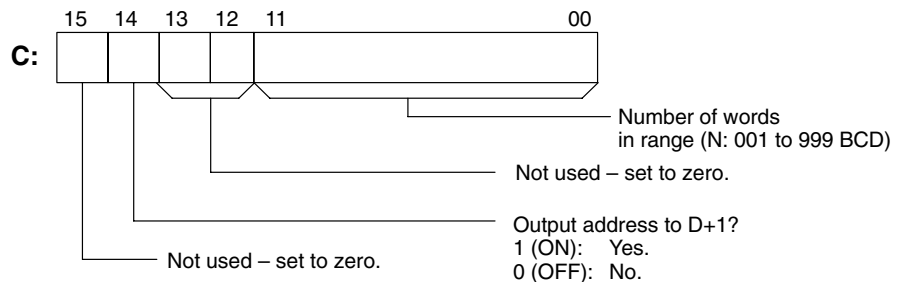 15 14 13 12 11 00
C:
Number of words
in range (N: 001 to 999 BCD)
Not used – set to zero.
Output address to D+1?
1 (ON): Yes.
0 (OFF): No.
Not used – set to zero.